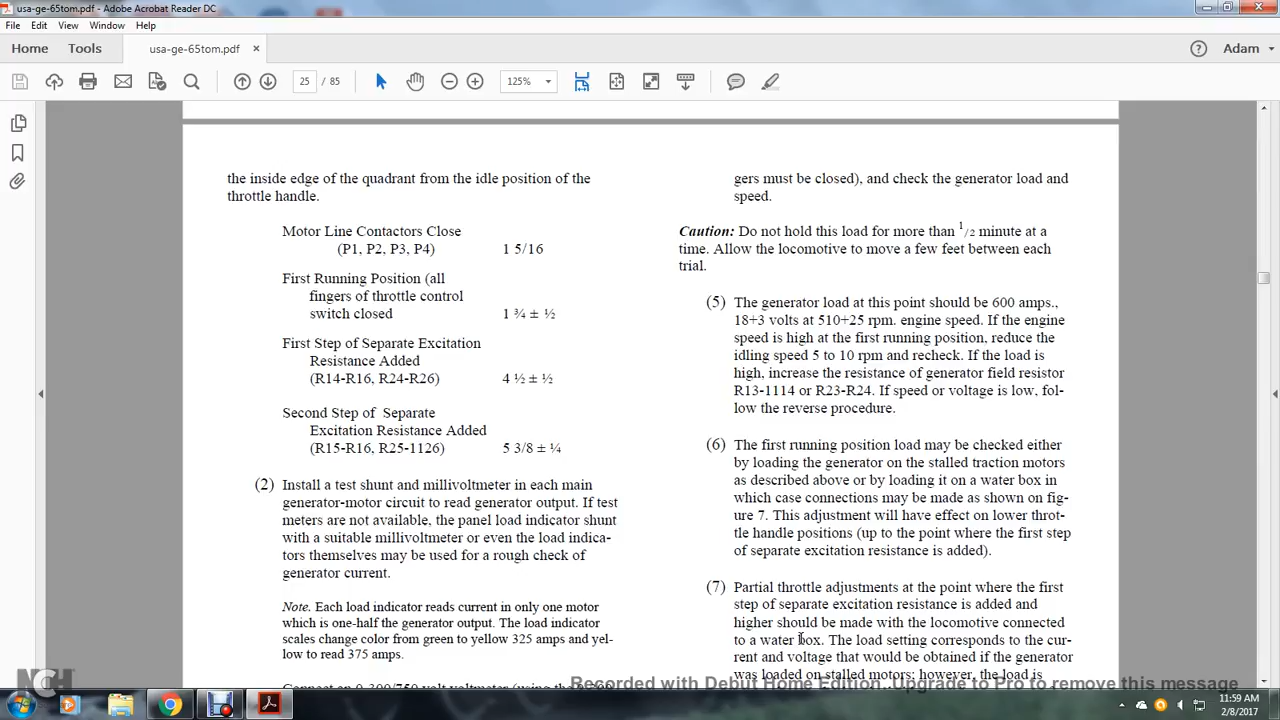 usa-ge-65tom.pdf - Adobe Acrobat Reader DC
File Edit View Window Help
Home Tools usa-ge-65tom.pdf × Adam
25 / 85 125%
the inside edge of the quadrant from the idle position of the
throttle handle.
Motor Line Contactors Close
(P1, P2, P3, P4) 1 5/16
First Running Position (all
fingers of throttle control
switch closed 1 ¾ ± ½
First Step of Separate Excitation
Resistance Added
(R14-R16, R24-R26) 4 ½ ± ½
Second Step of Separate
Excitation Resistance Added
(R15-R16, R25-1126) 5 3/8 ± ¼
(2) Install a test shunt and millivoltmeter in each main
generator-motor circuit to read generator output. If test
meters are not available, the panel load indicator shunt
with a suitable millivoltmeter or even the load indica-
tors themselves may be used for a rough check of
generator current.
Note. Each load indicator reads current in only one motor
which is one-half the generator output. The load indicator
scales change color from green to yellow 325 amps and yel-
low to read 375 amps.
gers must be closed), and check the generator load and
speed.
Caution: Do not hold this load for more than 1/2 minute at a
time. Allow the locomotive to move a few feet between each
trial.
(5) The generator load at this point should be 600 amps.,
18+3 volts at 510+25 rpm. engine speed. If the engine
speed is high at the first running position, reduce the
idling speed 5 to 10 rpm and recheck. If the load is
high, increase the resistance of generator field resistor
R13-1114 or R23-R24. If speed or voltage is low, fol-
low the reverse procedure.
(6) The first running position load may be checked either
by loading the generator on the stalled traction motors
as described above or by loading it on a water box in
which case connections may be made as shown on fig-
ure 7. This adjustment will have effect on lower throt-
tle handle positions (up to the point where the first step
of separate excitation resistance is added).
(7) Partial throttle adjustments at the point where the first
step of separate excitation resistance is added and
higher should be made with the locomotive connected
to a water box. The load setting corresponds to the cur-
rent and voltage that would be obtained if the generator
was loaded on stalled motors; however, the load is
NCH
Recorded with Debut Home Edition. Upgrade to Pro to remove this message
11:59 AM
2/8/2017